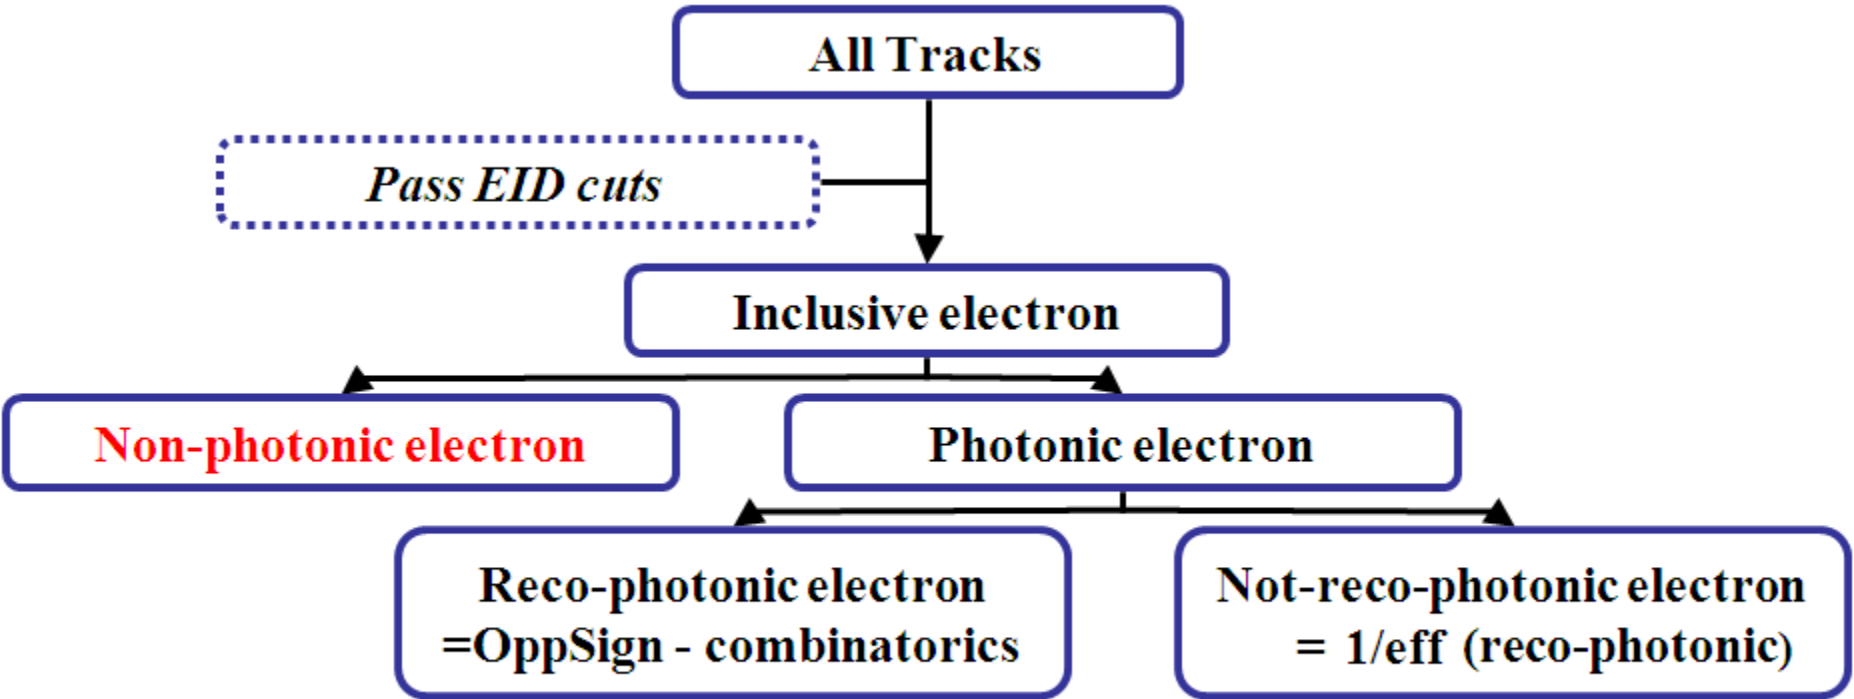 All Tracks
Pass EID cuts
Inclusive electron
Non-photonic electron
Photonic electron
Reco-photonic electron
=OppSign - combinatorics
Not-reco-photonic electron
= 1/eff (reco-photonic)